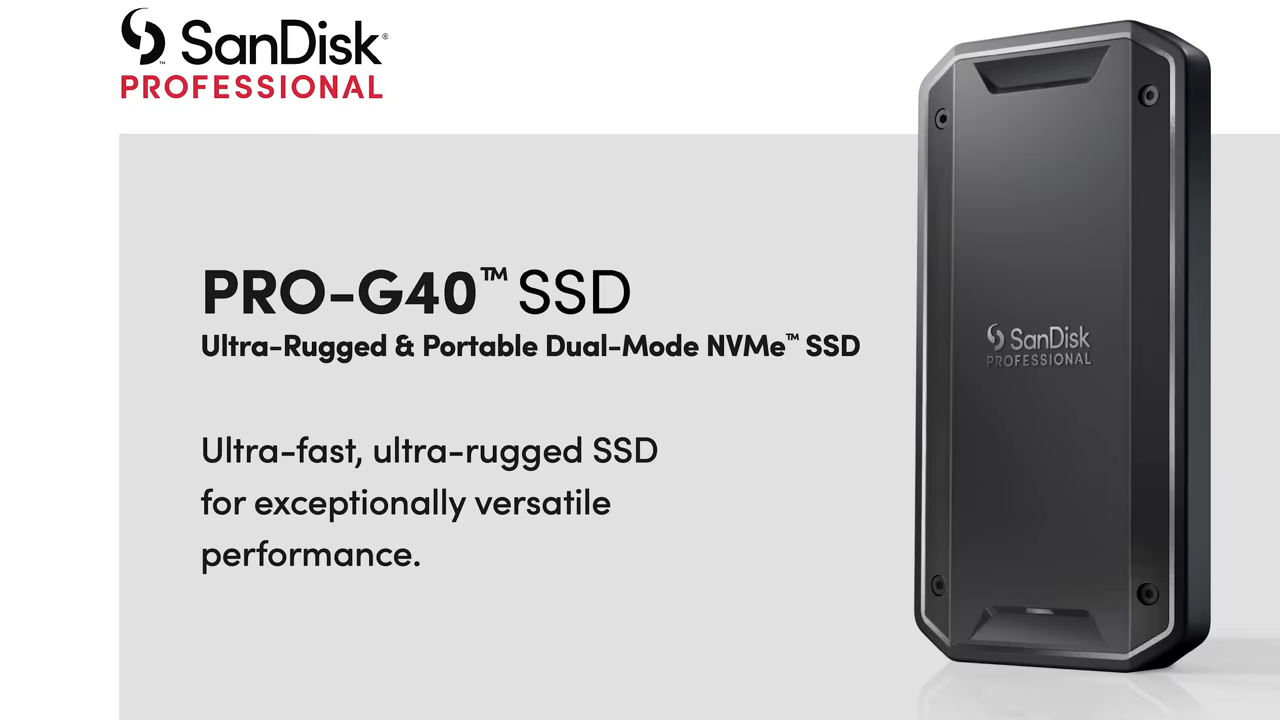 SanDisk®
PROFESSIONAL
PRO-G40™ SSD
Ultra-Rugged & Portable Dual-Mode NVMe™ SSD
Ultra-fast, ultra-rugged SSD
for exceptionally versatile
performance.
SanDisk
PROFESSIONAL